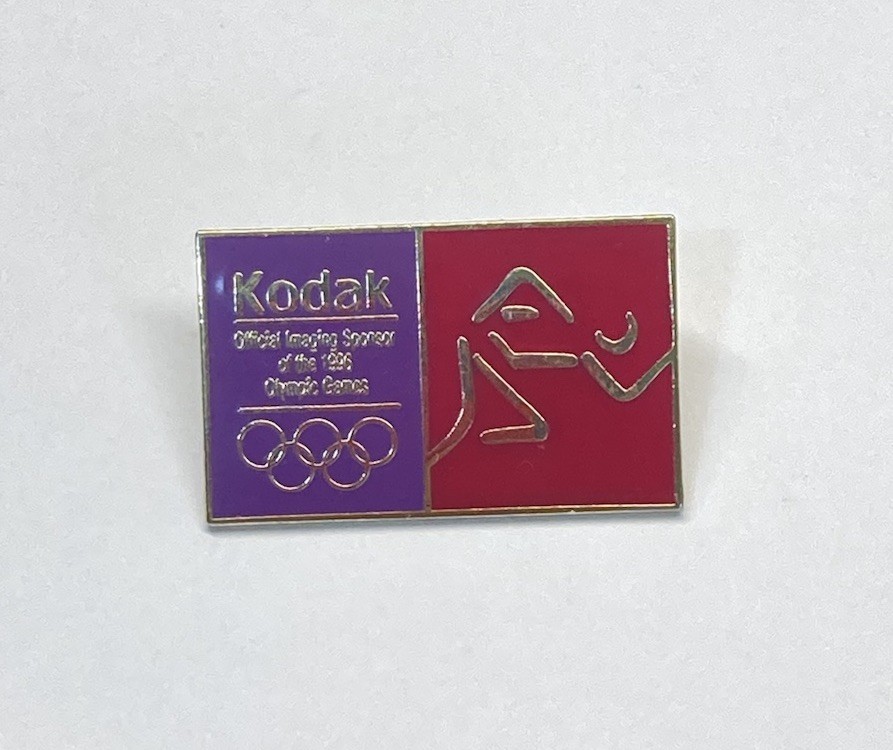 Kodak
Official Imaging Sponsor
of the 1996
Olympic Games